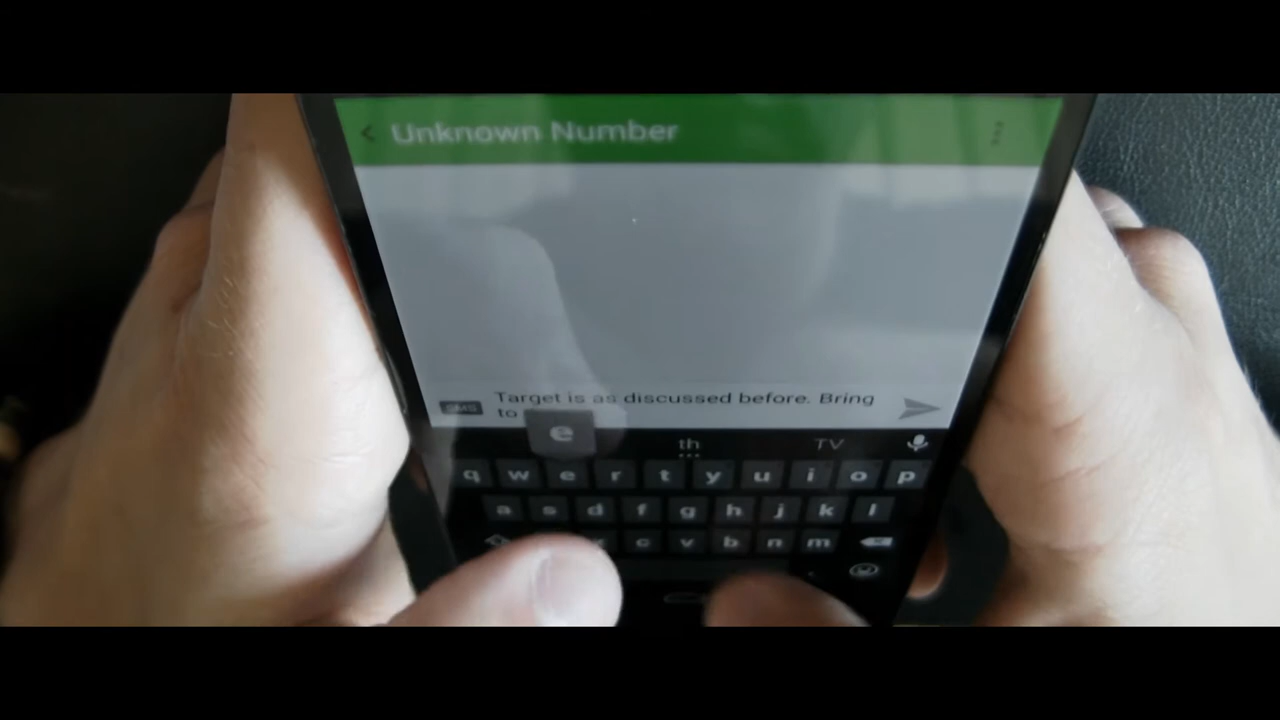 Unknown Number
SMS
Target is as discussed before. Bring
to
e
th
TV
q w e r t y u i o p
a s d f g h j k l
c v b n m